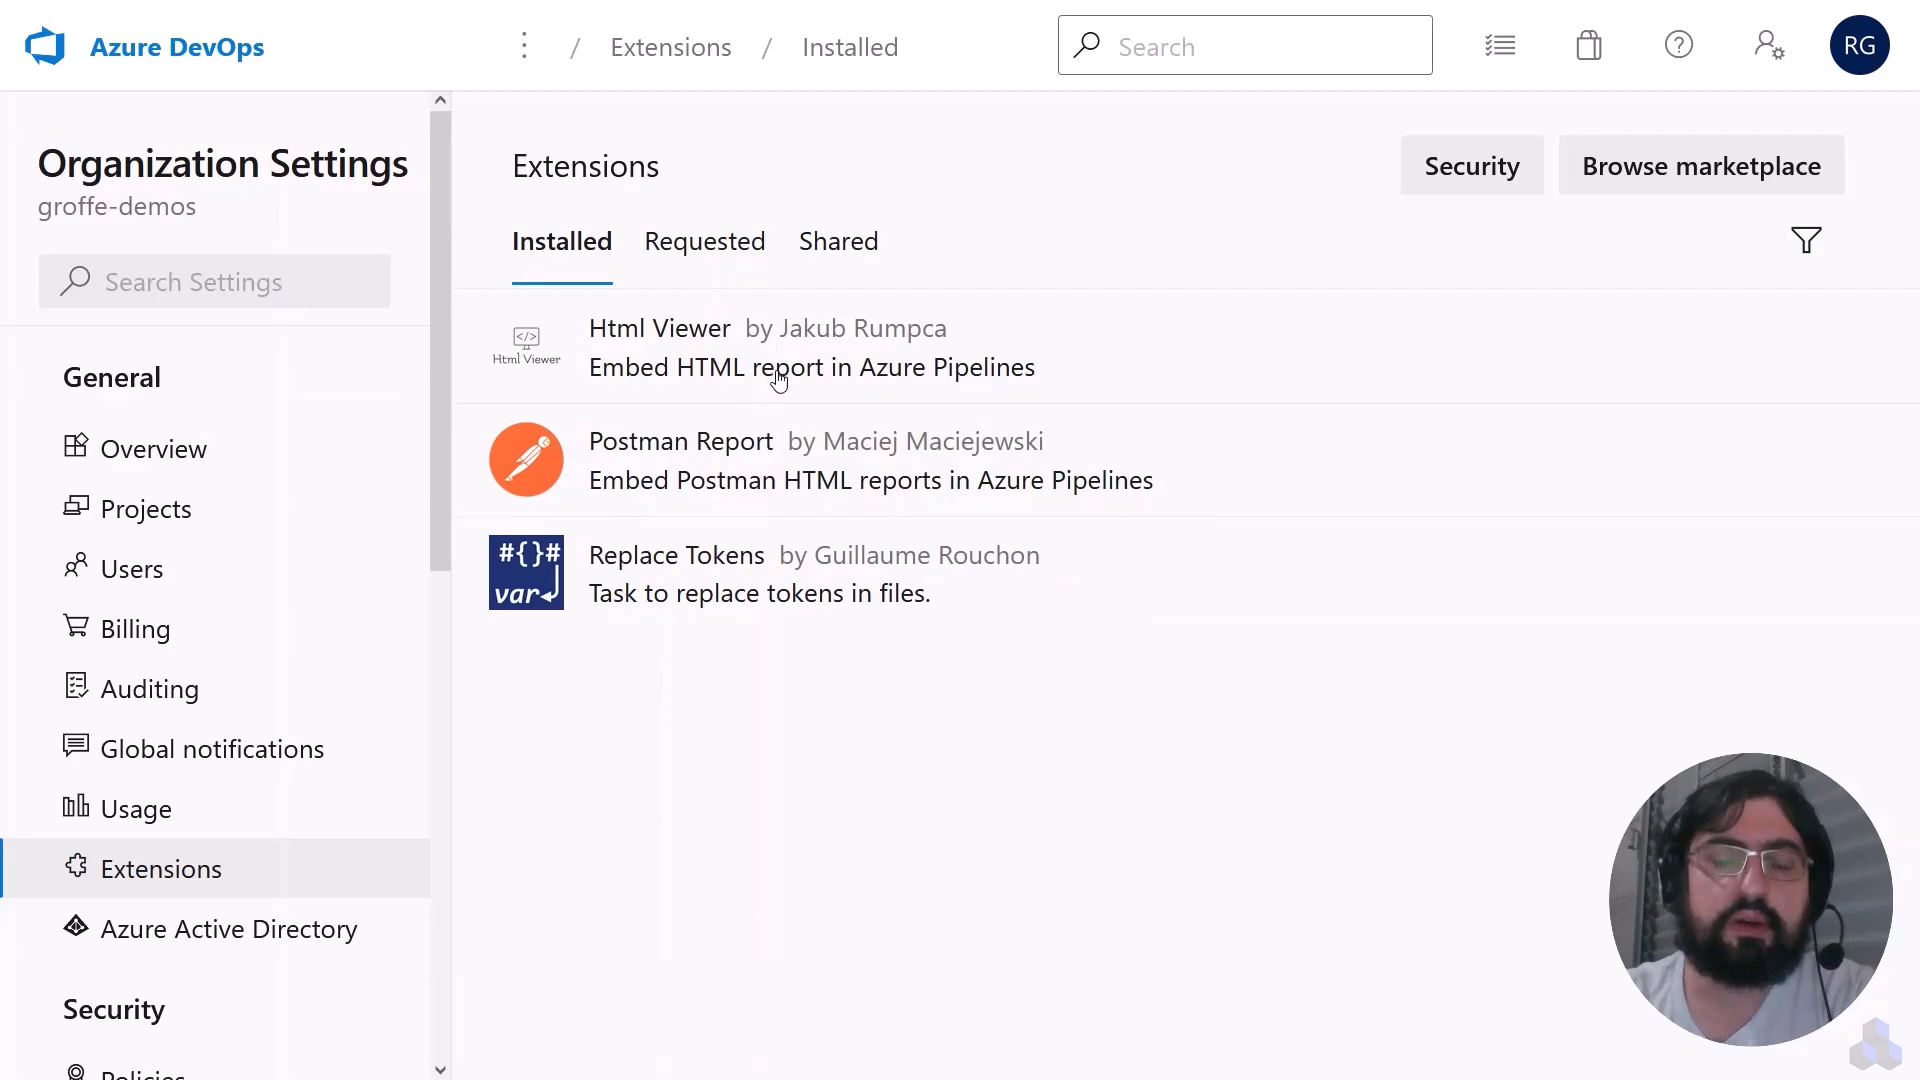 Azure DevOps
/ Extensions / Installed
Search
RG
Organization Settings
groffe-demos
Search Settings
General
Overview
Projects
Users
Billing
Auditing
Global notifications
Usage
Extensions
Azure Active Directory
Security
Policies
Extensions
Security
Browse marketplace
Installed
Requested
Shared
</>
Html Viewer
Html Viewer by Jakub Rumpca
Embed HTML report in Azure Pipelines
Postman Report by Maciej Maciejewski
Embed Postman HTML reports in Azure Pipelines
#{}#
var
Replace Tokens by Guillaume Rouchon
Task to replace tokens in files.